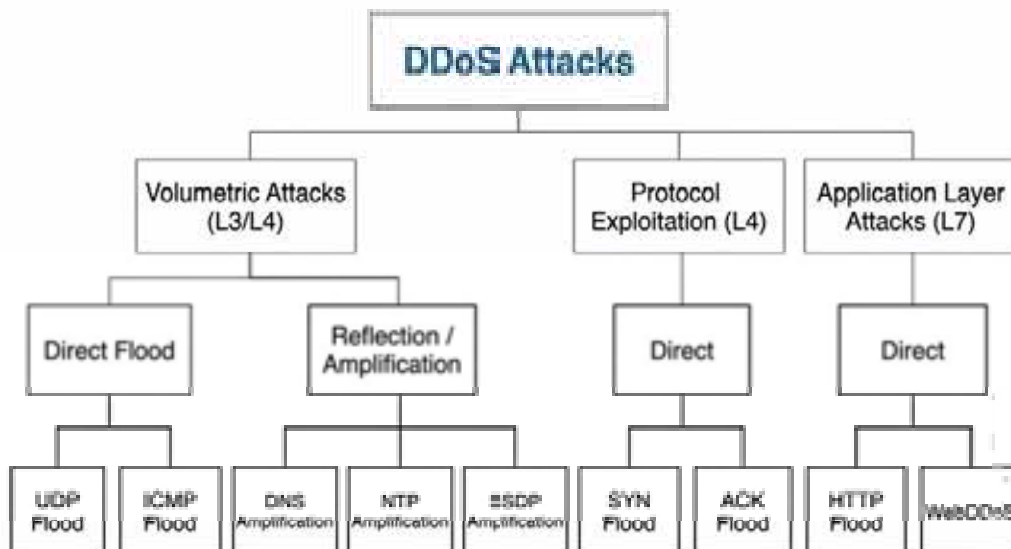 DDoS Attacks
Volumetric Attacks
(L3/L4)
Protocol
Exploitation (L4)
Application Layer
Attacks (L7)
Direct Flood
Reflection /
Amplification
Direct
Direct
UDP
Flood
ICMP
Flood
DNS
Amplification
NTP
Amplification
SSDP
Amplification
SYN
Flood
ACK
Flood
HTTP
Flood
WebDDoS